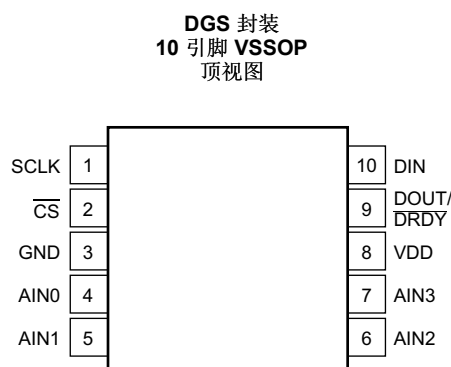 DGS 封装
10 引脚 VSSOP
顶视图
SCLK 1 10 DIN
CS 2 9 DOUT/
DRDY
GND 3 8 VDD
AIN0 4 7 AIN3
AIN1 5 6 AIN2